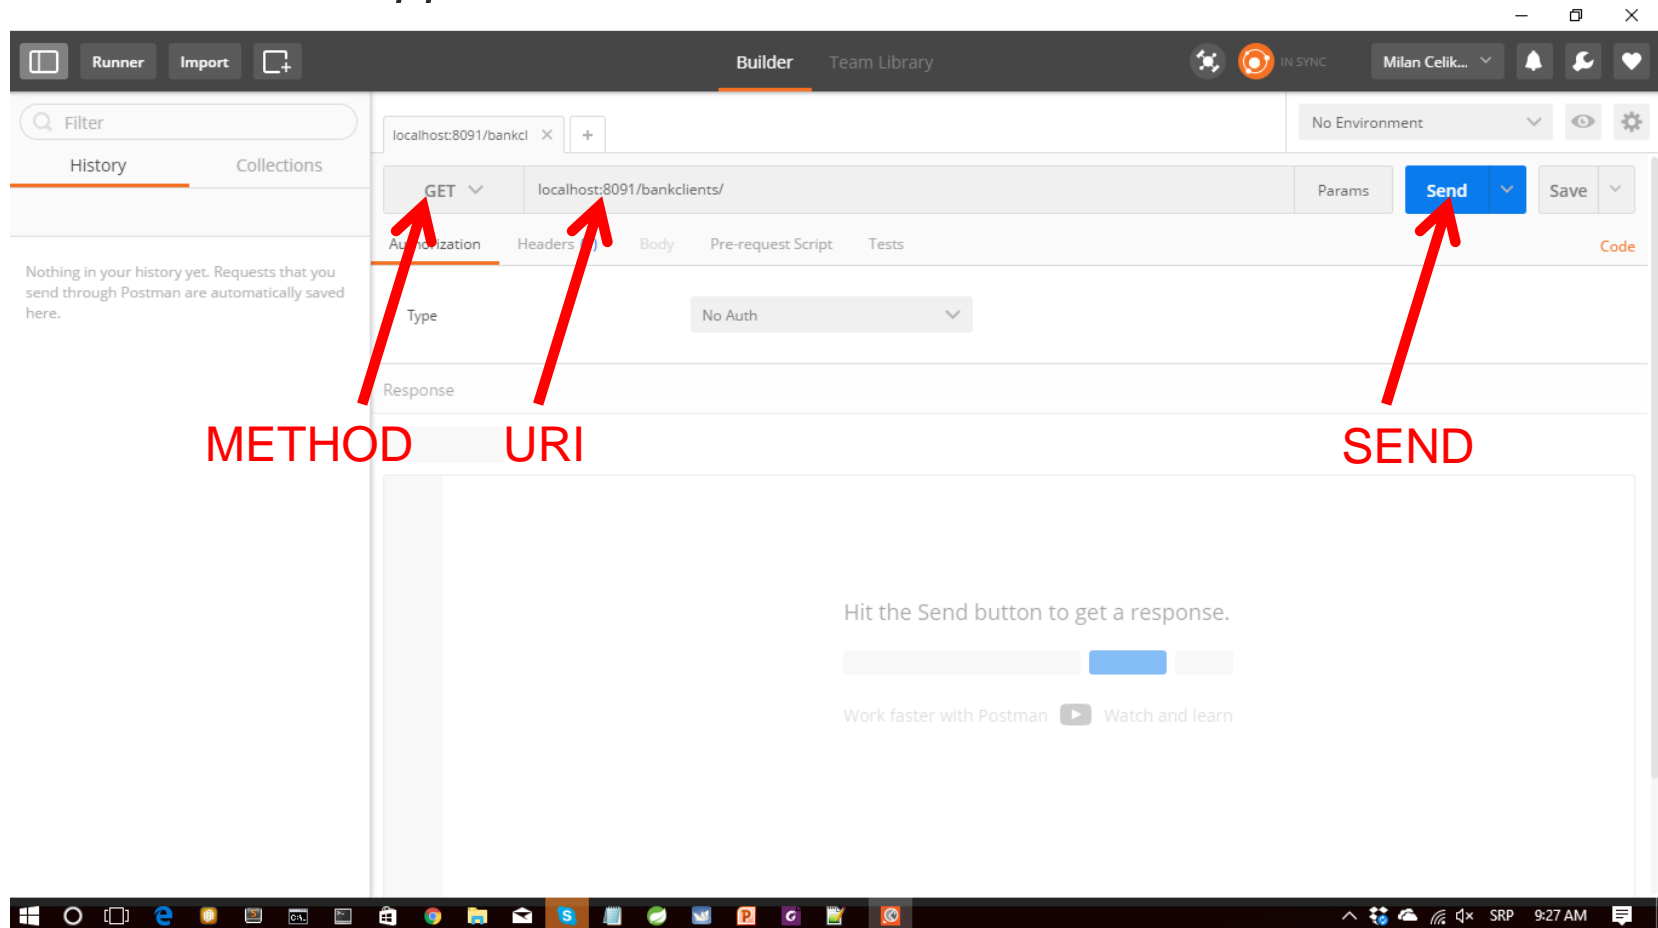 Runner Import Builder Team Library IN SYNC Milan Celik...
Filter
localhost:8091/bankcl
No Environment
History Collections
GET localhost:8091/bankclients/ Params Send Save
Authorization Headers Body Pre-request Script Tests Code
Nothing in your history yet. Requests that you
send through Postman are automatically saved
here.
Type No Auth
Response
METHOD URI SEND
Hit the Send button to get a response.
Work faster with Postman Watch and learn
SRP 9:27 AM